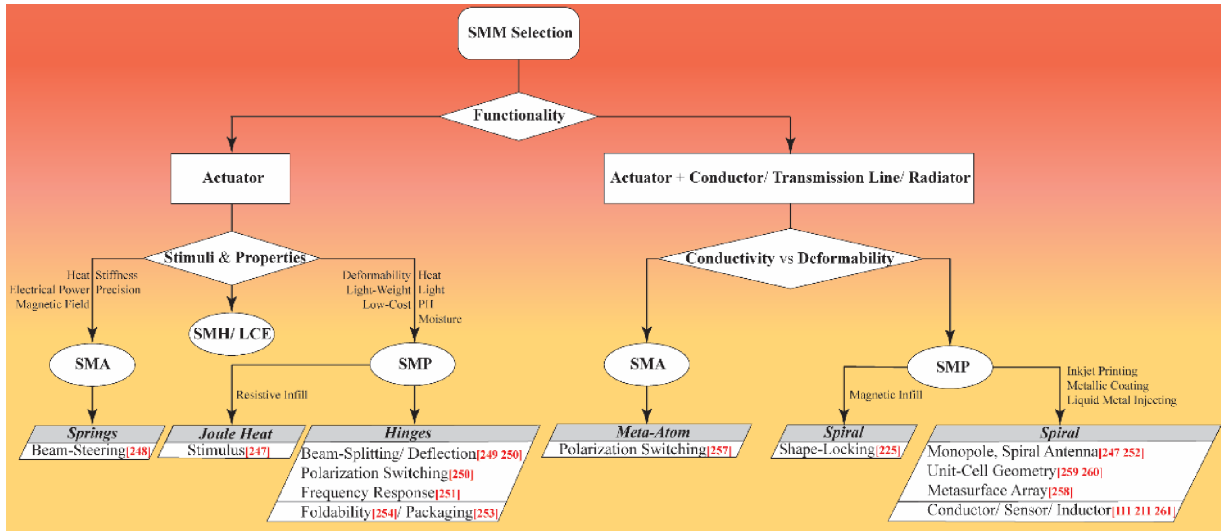 SMM Selection
Functionality
Actuator
Actuator + Conductor/ Transmission Line/ Radiator
Stimuli & Properties
Conductivity vs Deformability
Heat
Electrical Power
Magnetic Field
Stiffness
Precision
Deformability
Light-Weight
Low-Cost
Heat
Light
PH
Moisture
SMH/ LCE
SMA
SMP
SMA
SMP
Resistive Infill
Magnetic Infill
Inkjet Printing
Metallic Coating
Liquid Metal Injecting
Springs
Beam-Steering[248]
Joule Heat
Stimulus[247]
Hinges
Beam-Splitting/ Deflection[249 250]
Polarization Switching[250]
Frequency Response[251]
Foldability[254]/ Packaging[253]
Meta-Atom
Polarization Switching[257]
Spiral
Shape-Locking[225]
Spiral
Monopole, Spiral Antenna[247 252]
Unit-Cell Geometry[259 260]
Metasurface Array[258]
Conductor/ Sensor/ Inductor[111 211 261]